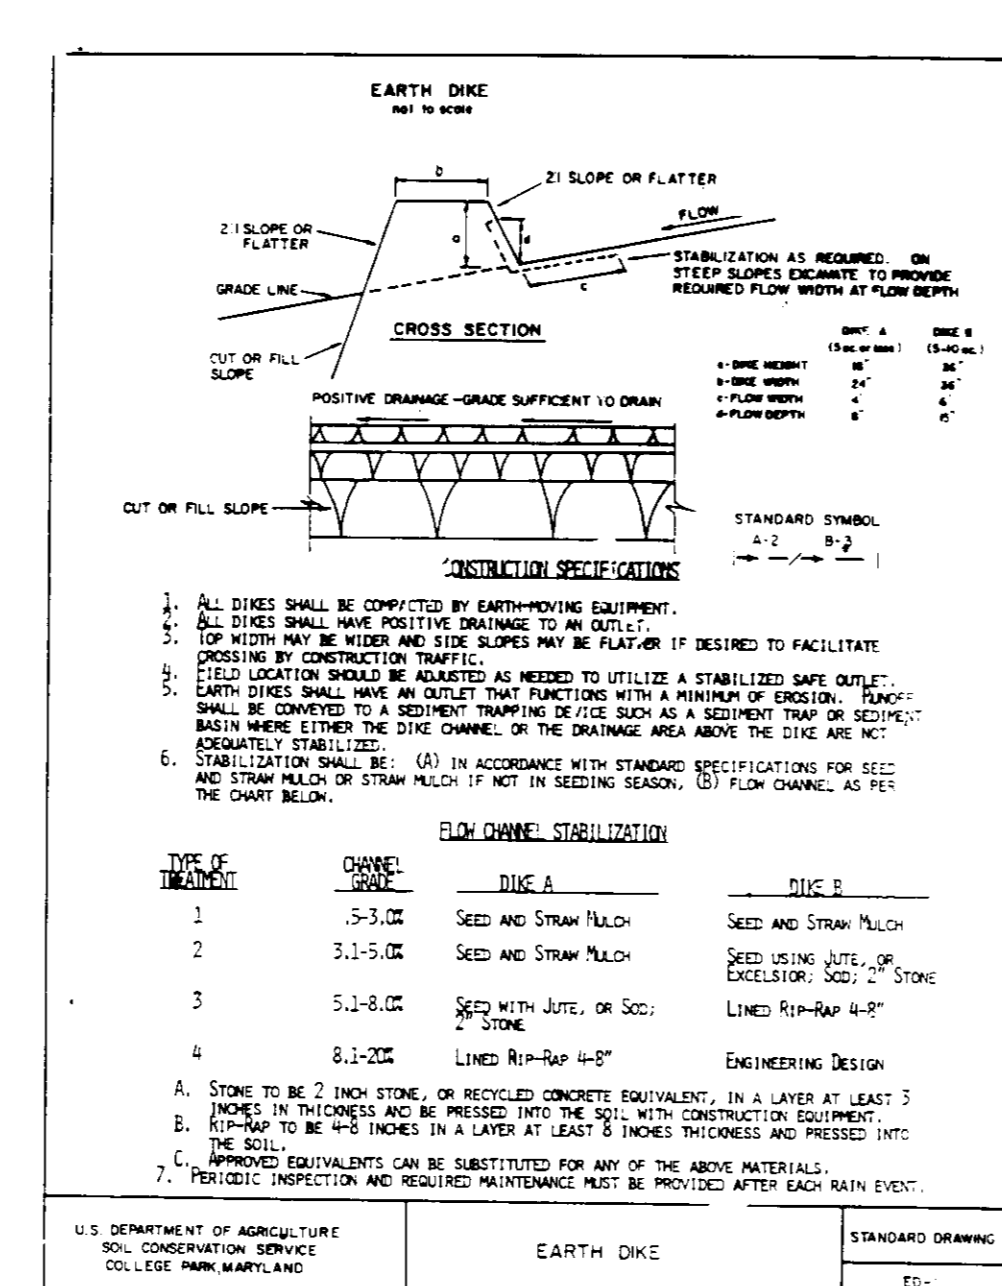 EARTH DIKE
not to scale
b
2:1 SLOPE OR FLATTER
FLOW
2:1 SLOPE OR
FLATTER
a
d
STABILIZATION AS REQUIRED. ON
STEEP SLOPES EXCAVATE TO PROVIDE
REQUIRED FLOW WIDTH AT FLOW DEPTH
c
GRADE LINE
CROSS SECTION
CUT OR FILL
SLOPE
DIKE A DIKE B
(5 ac. or less) (5-10 ac.)
a-DIKE HEIGHT 18" 36"
b-DIKE WIDTH 24" 36"
c-FLOW WIDTH 4' 6'
d-FLOW DEPTH 8" 15"
POSITIVE DRAINAGE-GRADE SUFFICENT TO DRAIN
CUT OR FILL SLOPE
STANDARD SYMBOL
A-2 B-3
CONSTRUCTION SPECIFICATIONS
1. ALL DIKES SHALL BE COMPACTED BY EARTH-MOVING EQUIPMENT.
2. ALL DIKES SHALL HAVE POSITIVE DRAINAGE TO AN OUTLET.
3. TOP WIDTH MAY BE WIDER AND SIDE SLOPES MAY BE FLATTER IF DESIRED TO FACILITATE
CROSSING BY CONSTRUCTION TRAFFIC.
4. FIELD LOCATION SHOULD BE ADJUSTED AS NEEDED TO UTILIZE A STABILIZED SAFE OUTLET.
5. EARTH DIKES SHALL HAVE AN OUTLET THAT FUNCTIONS WITH A MINIMUM OF EROSION. RUNOFF
SHALL BE CONVEYED TO A SEDIMENT TRAPPING DEVICE SUCH AS A SEDIMENT TRAP OR SEDIMENT
BASIN WHERE EITHER THE DIKE CHANNEL OR THE DRAINAGE AREA ABOVE THE DIKE ARE NOT
ADEQUATELY STABILIZED.
6. STABILIZATION SHALL BE: (A) IN ACCORDANCE WITH STANDARD SPECIFICATIONS FOR SEED
AND STRAW MULCH OR STRAW MULCH IF NOT IN SEEDING SEASON, (B) FLOW CHANNEL AS PER
THE CHART BELOW.
FLOW CHANNEL STABILIZATION
TYPE OF CHANNEL
TREATMENT GRADE DIKE A DIKE B
1 .5-3.0% SEED AND STRAW MULCH SEED AND STRAW MULCH
2 3.1-5.0% SEED AND STRAW MULCH SEED USING JUTE, OR
EXCELSIOR; SOD; 2" STONE
3 5.1-8.0% SEED WITH JUTE, OR SOD; LINED RIP-RAP 4-8"
2" STONE
4 8.1-20% LINED RIP-RAP 4-8" ENGINEERING DESIGN
A. STONE TO BE 2 INCH STONE, OR RECYCLED CONCRETE EQUIVALENT, IN A LAYER AT LEAST 3
INCHES IN THICKNESS AND BE PRESSED INTO THE SOIL WITH CONSTRUCTION EQUIPMENT.
B. RIP-RAP TO BE 4-8 INCHES IN A LAYER AT LEAST 8 INCHES THICKNESS AND PRESSED INTO
THE SOIL.
C. APPROVED EQUIVALENTS CAN BE SUBSTITUTED FOR ANY OF THE ABOVE MATERIALS.
7. PERIODIC INSPECTION AND REQUIRED MAINTENANCE MUST BE PROVIDED AFTER EACH RAIN EVENT.
U.S. DEPARTMENT OF AGRICULTURE
SOIL CONSERVATION SERVICE
COLLEGE PARK, MARYLAND
EARTH DIKE
STANDARD DRAWING
ED-